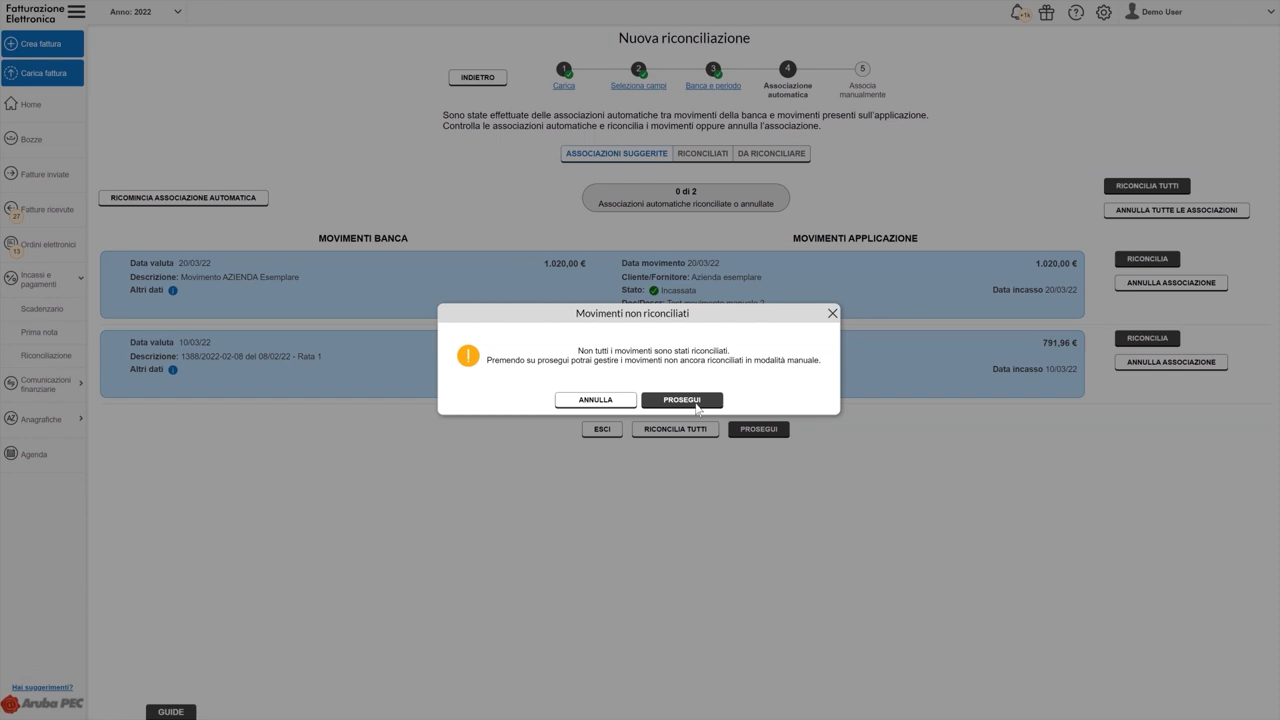 Fatturazione
Elettronica
Anno: 2022
+14
Demo User
Crea fattura
Carica fattura
Home
Bozze
Fatture inviate
Fatture ricevute
27
Ordini elettronici
13
Incassi e
pagamenti
Scadenzario
Prima nota
Riconciliazione
Comunicazioni
finanziarie
Anagrafiche
Agenda
Hai suggerimenti?
Aruba PEC
Nuova riconciliazione
INDIETRO
1
2
3
4
5
Carica
Seleziona campi
Banca e periodo
Associazione
automatica
Associa
manualmente
Sono state effettuate delle associazioni automatiche tra movimenti della banca e movimenti presenti sull'applicazione.
Controlla le associazioni automatiche e riconcilia i movimenti oppure annulla l'associazione.
ASSOCIAZIONI SUGGERITE
RICONCILIATI
DA RICONCILIARE
RICOMINCIA ASSOCIAZIONE AUTOMATICA
0 di 2
Associazioni automatiche riconciliate o annullate
RICONCILIA TUTTI
ANNULLA TUTTE LE ASSOCIAZIONI
MOVIMENTI BANCA
MOVIMENTI APPLICAZIONE
Data valuta 20/03/22
1.020,00 €
Descrizione: Movimento AZIENDA Esemplare
Altri dati
Data movimento 20/03/22
1.020,00 €
Cliente/Fornitore: Azienda esemplare
Stato: Incassata
Data incasso 20/03/22
RICONCILIA
ANNULLA ASSOCIAZIONE
Data valuta 10/03/22
Descrizione: 1388/2022-02-08 del 08/02/22 - Rata 1
Altri dati
791,96 €
Data incasso 10/03/22
RICONCILIA
ANNULLA ASSOCIAZIONE
Movimenti non riconciliati
Non tutti i movimenti sono stati riconciliati.
Premendo su prosegui potrai gestire i movimenti non ancora riconciliati in modalità manuale.
ANNULLA
PROSEGUI
ESCI
RICONCILIA TUTTI
PROSEGUI
GUIDE